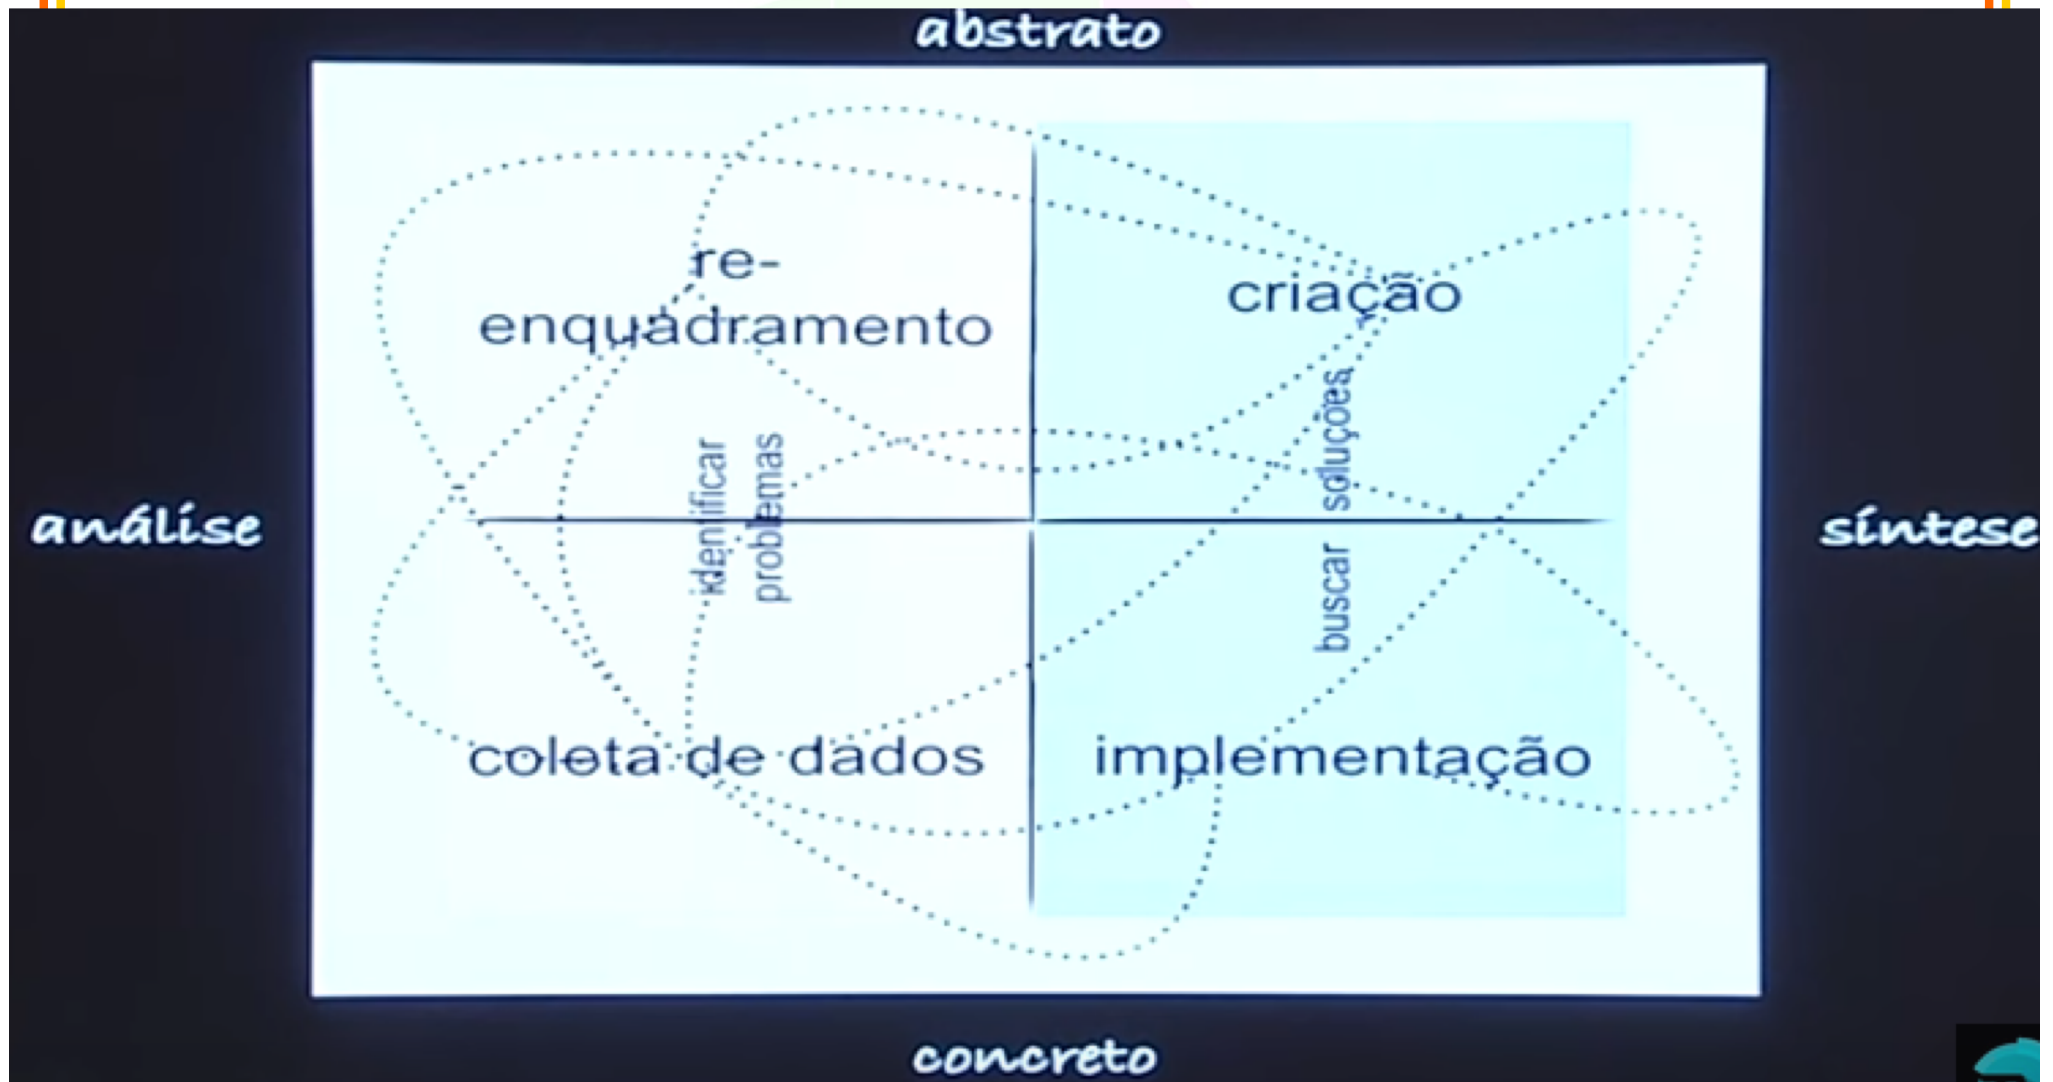 abstrato
re-
enquadramento
criação
identificar
problemas
buscar soluções
análise
síntese
coleta de dados
implementação
concreto